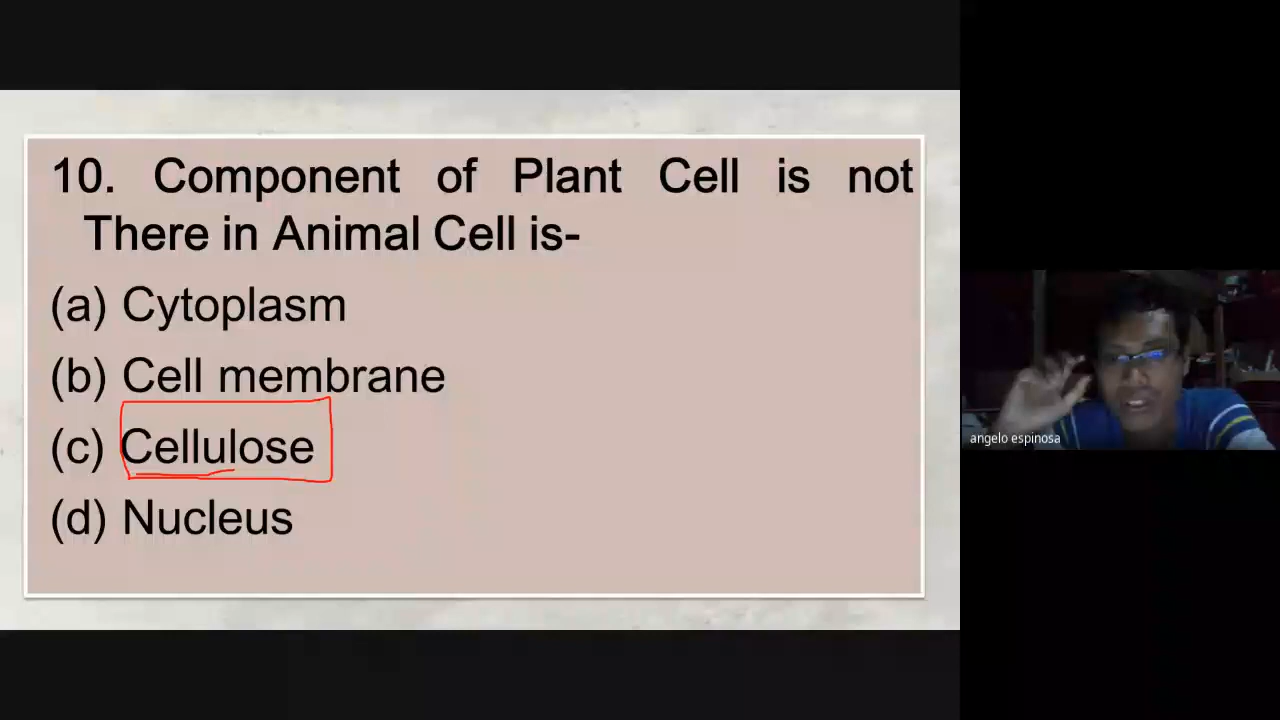 10. Component of Plant Cell is not
There in Animal Cell is-
(a) Cytoplasm
(b) Cell membrane
(c) Cellulose
(d) Nucleus
angelo espinosa